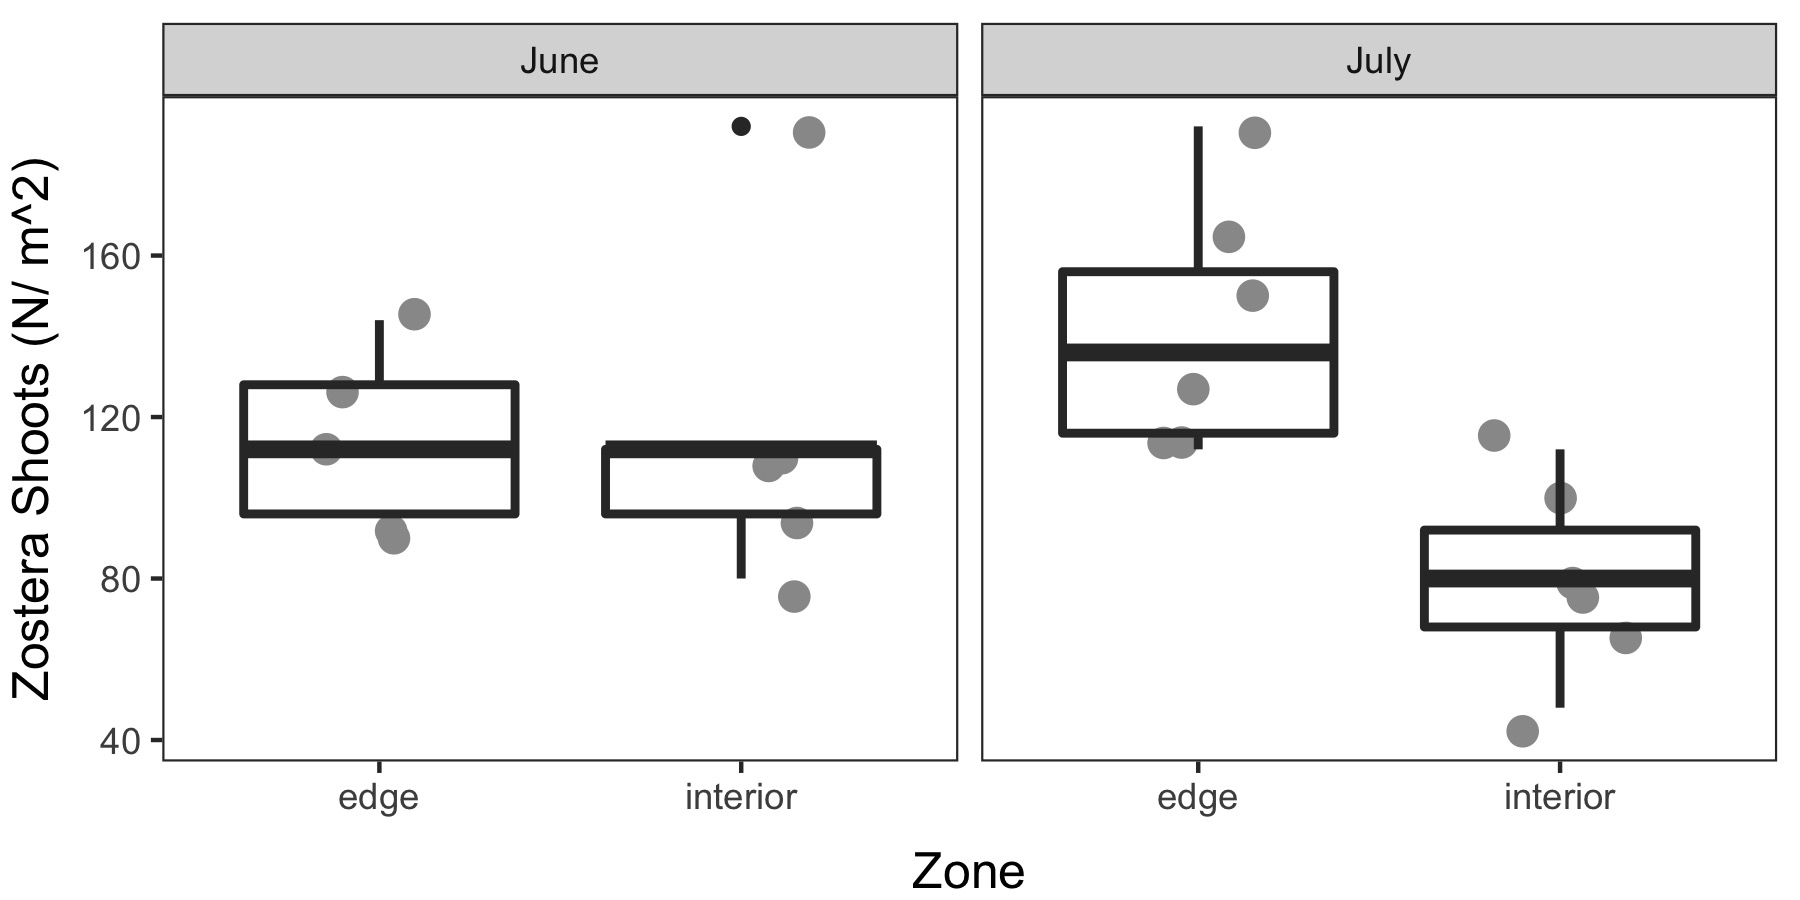 June
July
Zostera Shoots (N/ m^2)
160
120
80
40
edge
interior
edge
interior
Zone